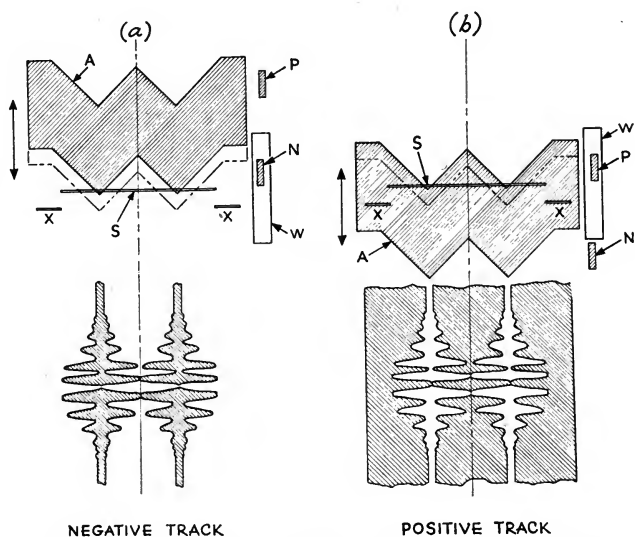 (a)
A
P
N
S
X
X
W
(b)
W
S
P
X
X
A
N
NEGATIVE TRACK
POSITIVE TRACK